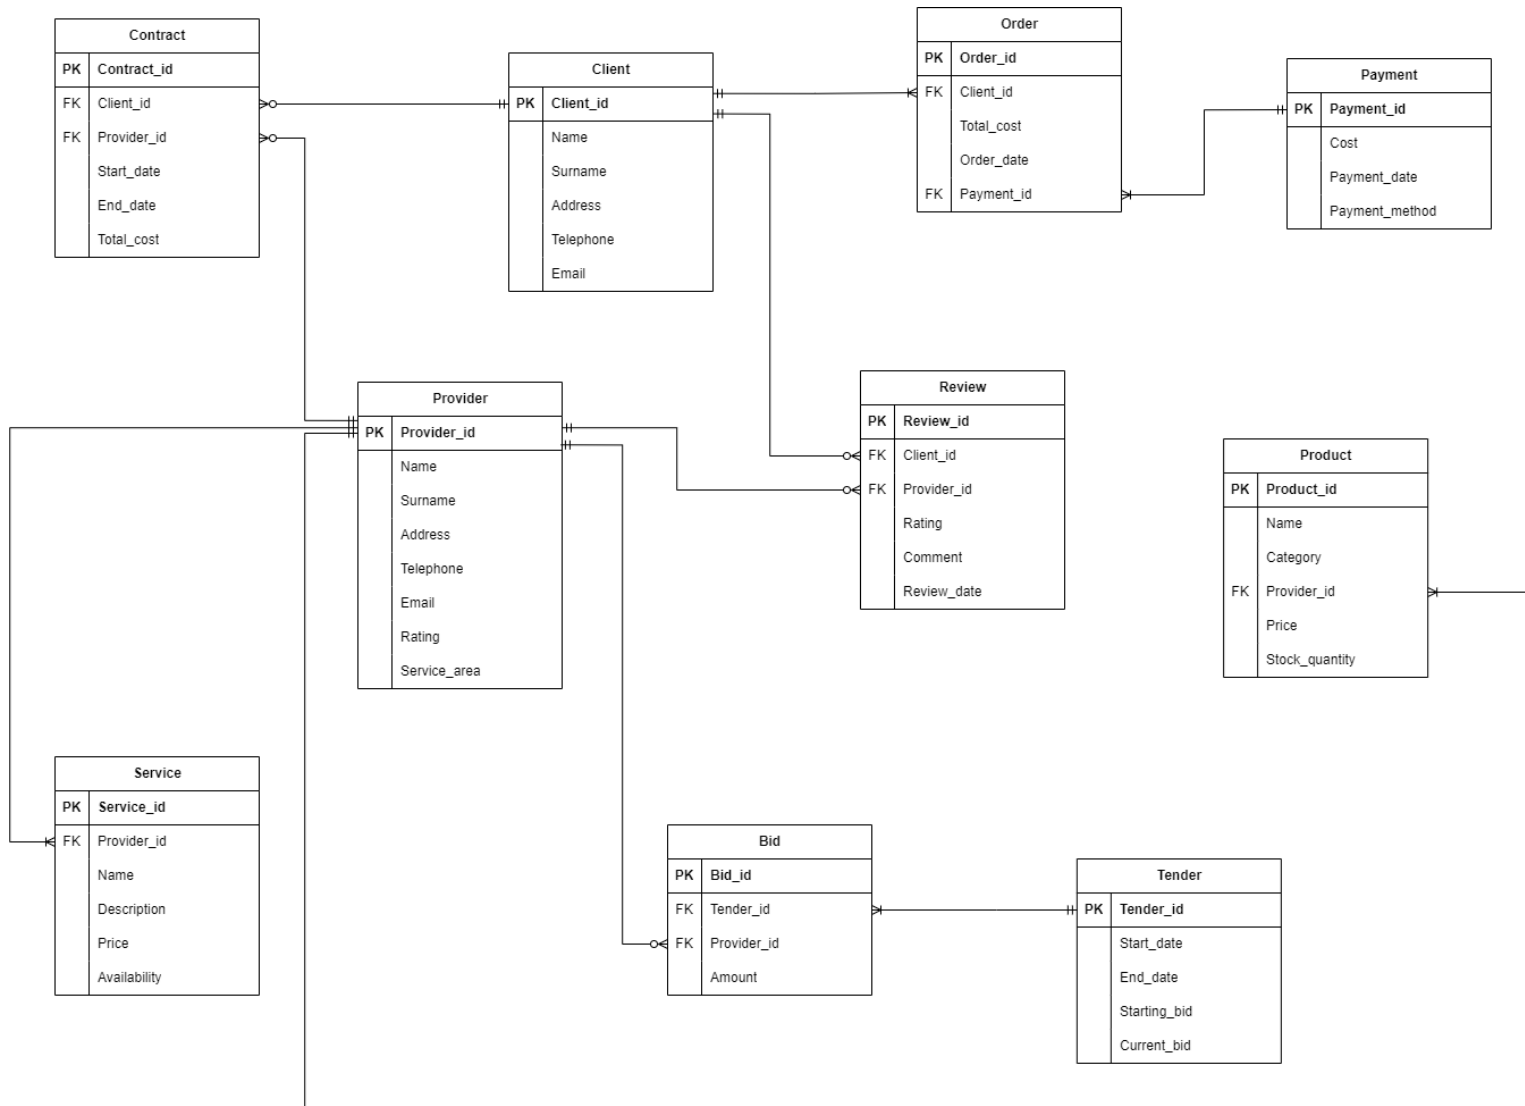 Contract
PK Contract_id
FK Client_id
FK Provider_id
Start_date
End_date
Total_cost
Client
PK Client_id
Name
Surname
Address
Telephone
Email
Order
PK Order_id
FK Client_id
Total_cost
Order_date
FK Payment_id
Payment
PK Payment_id
Cost
Payment_date
Payment_method
Provider
PK Provider_id
Name
Surname
Address
Telephone
Email
Rating
Service_area
Review
PK Review_id
FK Client_id
FK Provider_id
Rating
Comment
Review_date
Product
PK Product_id
Name
Category
FK Provider_id
Price
Stock_quantity
Service
PK Service_id
FK Provider_id
Name
Description
Price
Availability
Bid
PK Bid_id
FK Tender_id
FK Provider_id
Amount
Tender
PK Tender_id
Start_date
End_date
Starting_bid
Current_bid